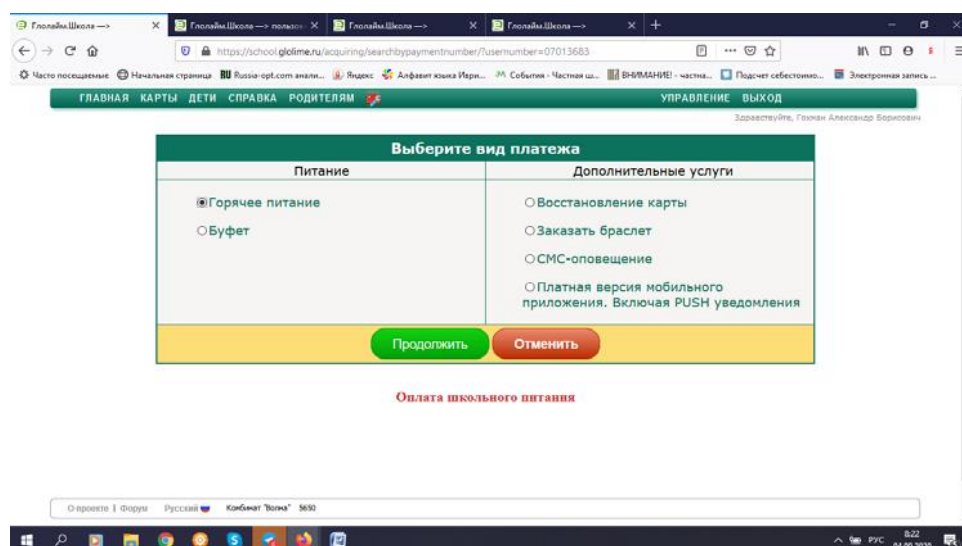 Глолайм.Школа —>
Глолайм.Школа —> пользов
Глолайм.Школа —>
Глолайм.Школа —>
https://school.glolime.ru/acquiring/searchbypaymentnumber/?usernumber=07013683
Часто посещаемые Начальная страница Russia-opt.com анали... Яндекс Алфавит языка Иври... События - Частная ш... ВНИМАНИЕ! - частна... Подсчет себестоимо... Электронная запись ...
ГЛАВНАЯ КАРТЫ ДЕТИ СПРАВКА РОДИТЕЛЯМ УПРАВЛЕНИЕ ВЫХОД
Здравствуйте, Гохман Александр Борисович
Выберите вид платежа
Питание Дополнительные услуги
Горячее питание Восстановление карты
Буфет Заказать браслет
СМС-оповещение
Платная версия мобильного
приложения. Включая PUSH уведомления
Продолжить Отменить
Оплата школьного питания
О проекте | Форум Русский Комбинат "Волна" 5650
РУС 8:22
04.09.2020